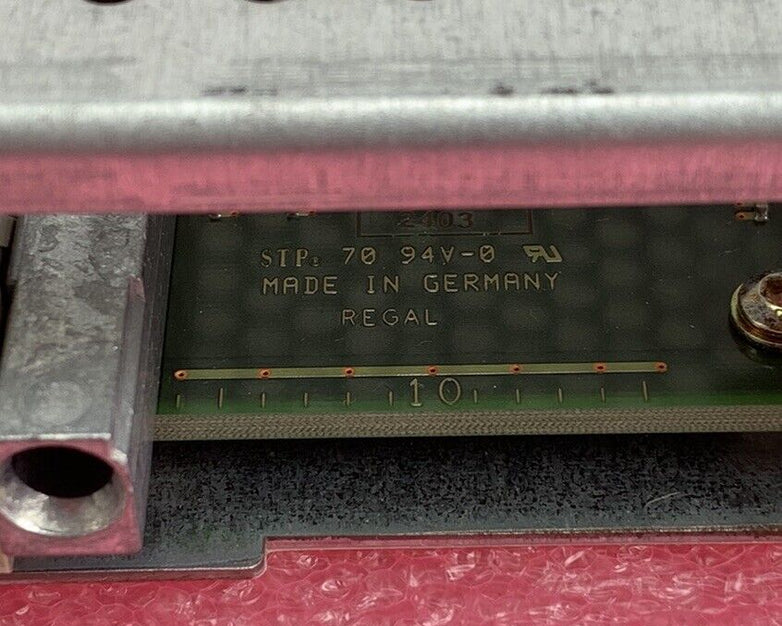 2403
STP. 70 94V-0
MADE IN GERMANY
REGAL
10